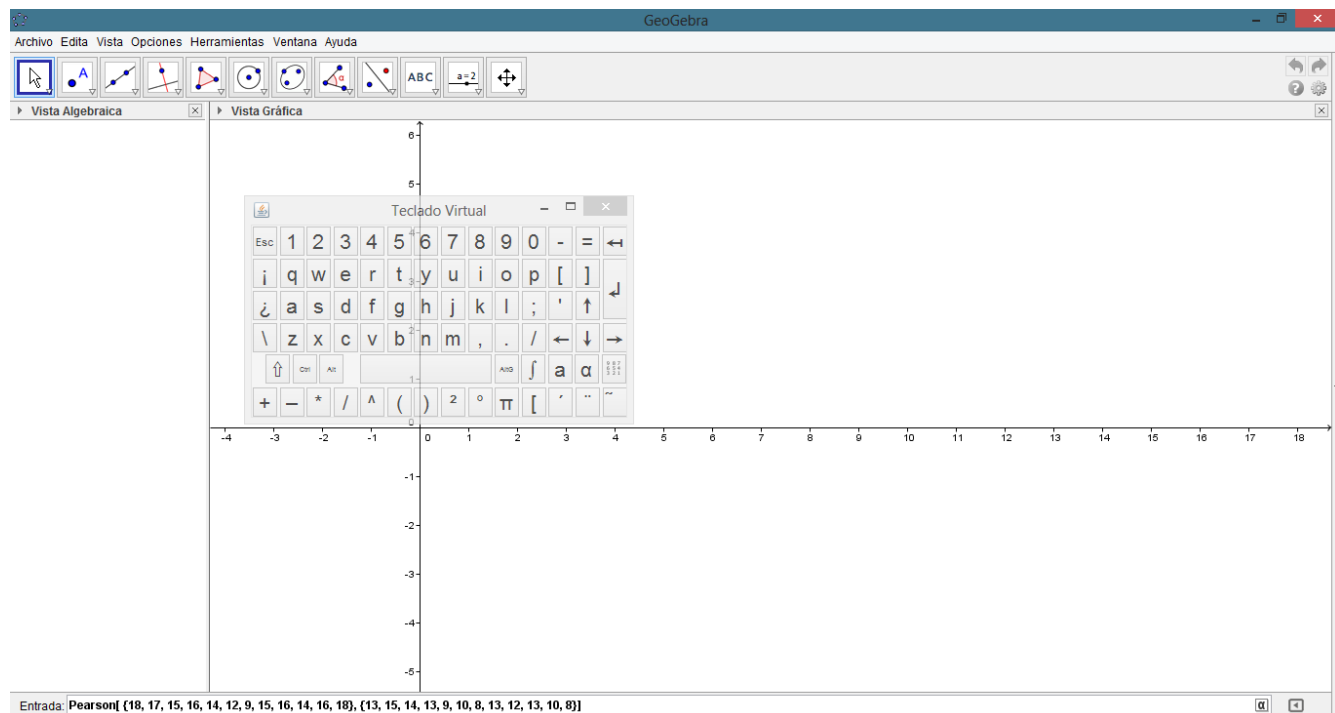 GeoGebra
Archivo Edita Vista Opciones Herramientas Ventana Ayuda
A
α
ABC
a=2
Vista Algebraica
Vista Gráfica
Teclado Virtual
Esc 1 2 3 4 5 6 7 8 9 0 - =
¡ q w e r t y u i o p [ ]
¿ a s d f g h j k l ; '
\ z x c v b n m , . /
Ctrl Alt AltG ∫ a α
+ – * / ^ ( ) ² ° π [ ´ ¨ ~
6
5
4
3
2
1
0
-4 -3 -2 -1 0 1 2 3 4 5 6 7 8 9 10 11 12 13 14 15 16 17 18
-1
-2
-3
-4
-5
Entrada: Pearson[ {18, 17, 15, 16, 14, 12, 9, 15, 16, 14, 16, 18}, {13, 15, 14, 13, 9, 10, 8, 13, 12, 13, 10, 8}] α